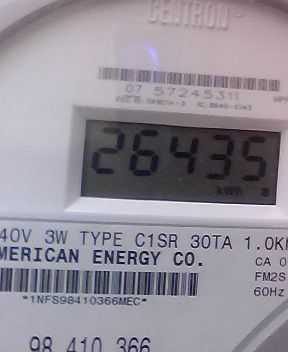 CENTRON®
07 57245311
26435
kWh
40V 3W TYPE C1SR 30TA 1.0K
MERICAN ENERGY CO.
CA 0
FM2S
60Hz
*1NFS98410366MEC*
98 410 366